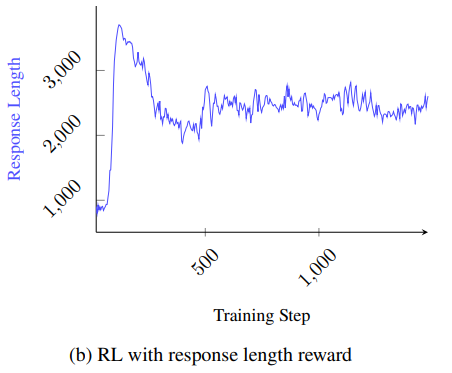 Response Length
3,000
2,000
1,000
500
1,000
Training Step
(b) RL with response length reward